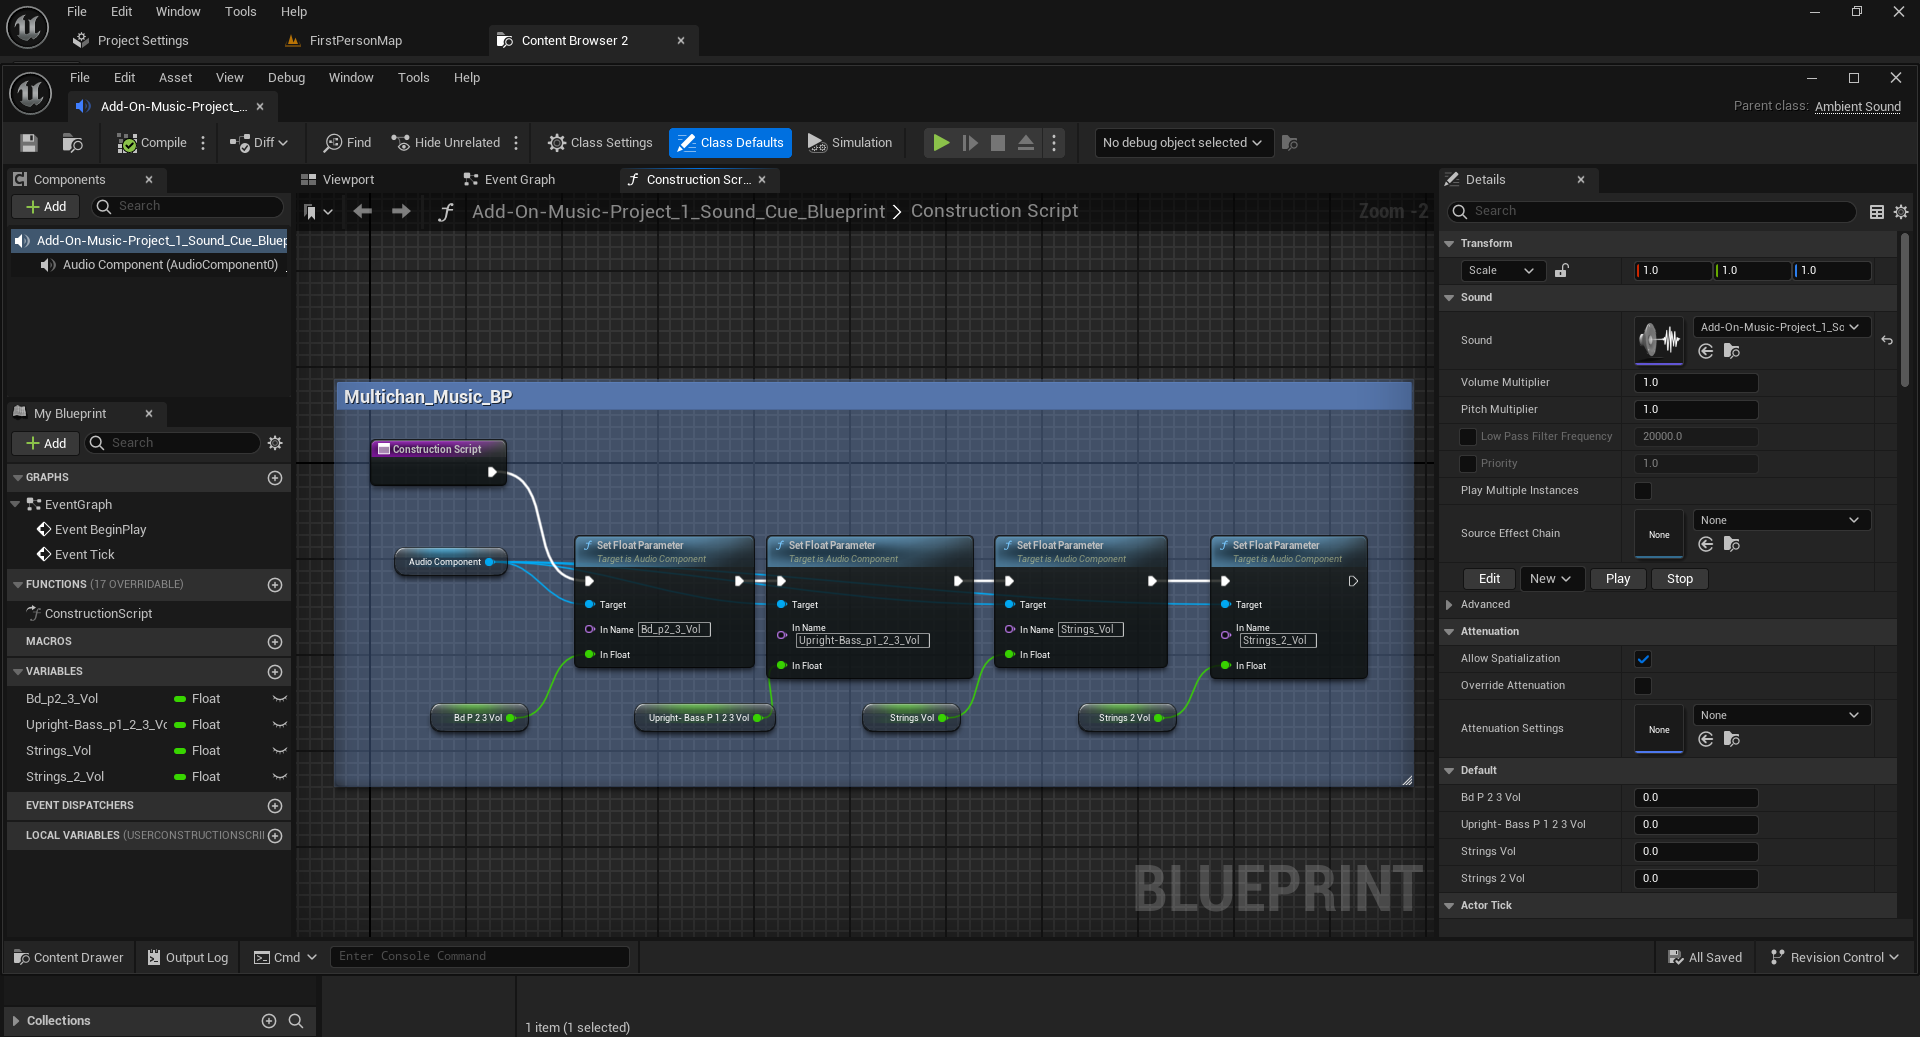 File Edit Window Tools Help
Project Settings FirstPersonMap Content Browser 2
File Edit Asset View Debug Window Tools Help
Add-On-Music-Project_...
Parent class: Ambient Sound
Compile Diff Find Hide Unrelated Class Settings Class Defaults Simulation No debug object selected
Components
Add Search
Add-On-Music-Project_1_Sound_Cue_Bluep
Audio Component (AudioComponent0)
My Blueprint
Add Search
GRAPHS
EventGraph
Event BeginPlay
Event Tick
FUNCTIONS (17 OVERRIDABLE)
ConstructionScript
MACROS
VARIABLES
Bd_p2_3_Vol Float
Upright-Bass_p1_2_3_Vc Float
Strings_Vol Float
Strings_2_Vol Float
EVENT DISPATCHERS
LOCAL VARIABLES (USERCONSTRUCTIONSCRII
Viewport Event Graph Construction Scr...
Add-On-Music-Project_1_Sound_Cue_Blueprint > Construction Script
Zoom -2
Multichan_Music_BP
Construction Script
Audio Component
Set Float Parameter
Target is Audio Component
Target
In Name Bd_p2_3_Vol
In Float
Set Float Parameter
Target is Audio Component
Target
In Name
Upright-Bass_p1_2_3_Vol
In Float
Set Float Parameter
Target is Audio Component
Target
In Name Strings_Vol
In Float
Set Float Parameter
Target is Audio Component
Target
In Name
Strings_2_Vol
In Float
Bd P 2 3 Vol
Upright- Bass P 1 2 3 Vol
Strings Vol
Strings 2 Vol
BLUEPRINT
Details
Search
Transform
Scale 1.0 1.0 1.0
Sound
Sound Add-On-Music-Project_1_Sc
Volume Multiplier 1.0
Pitch Multiplier 1.0
Low Pass Filter Frequency 20000.0
Priority 1.0
Play Multiple Instances
Source Effect Chain None None
Edit New Play Stop
Advanced
Attenuation
Allow Spatialization
Override Attenuation
Attenuation Settings None None
Default
Bd P 2 3 Vol 0.0
Upright- Bass P 1 2 3 Vol 0.0
Strings Vol 0.0
Strings 2 Vol 0.0
Actor Tick
Content Drawer Output Log Cmd Enter Console Command All Saved Revision Control
Collections
1 item (1 selected)